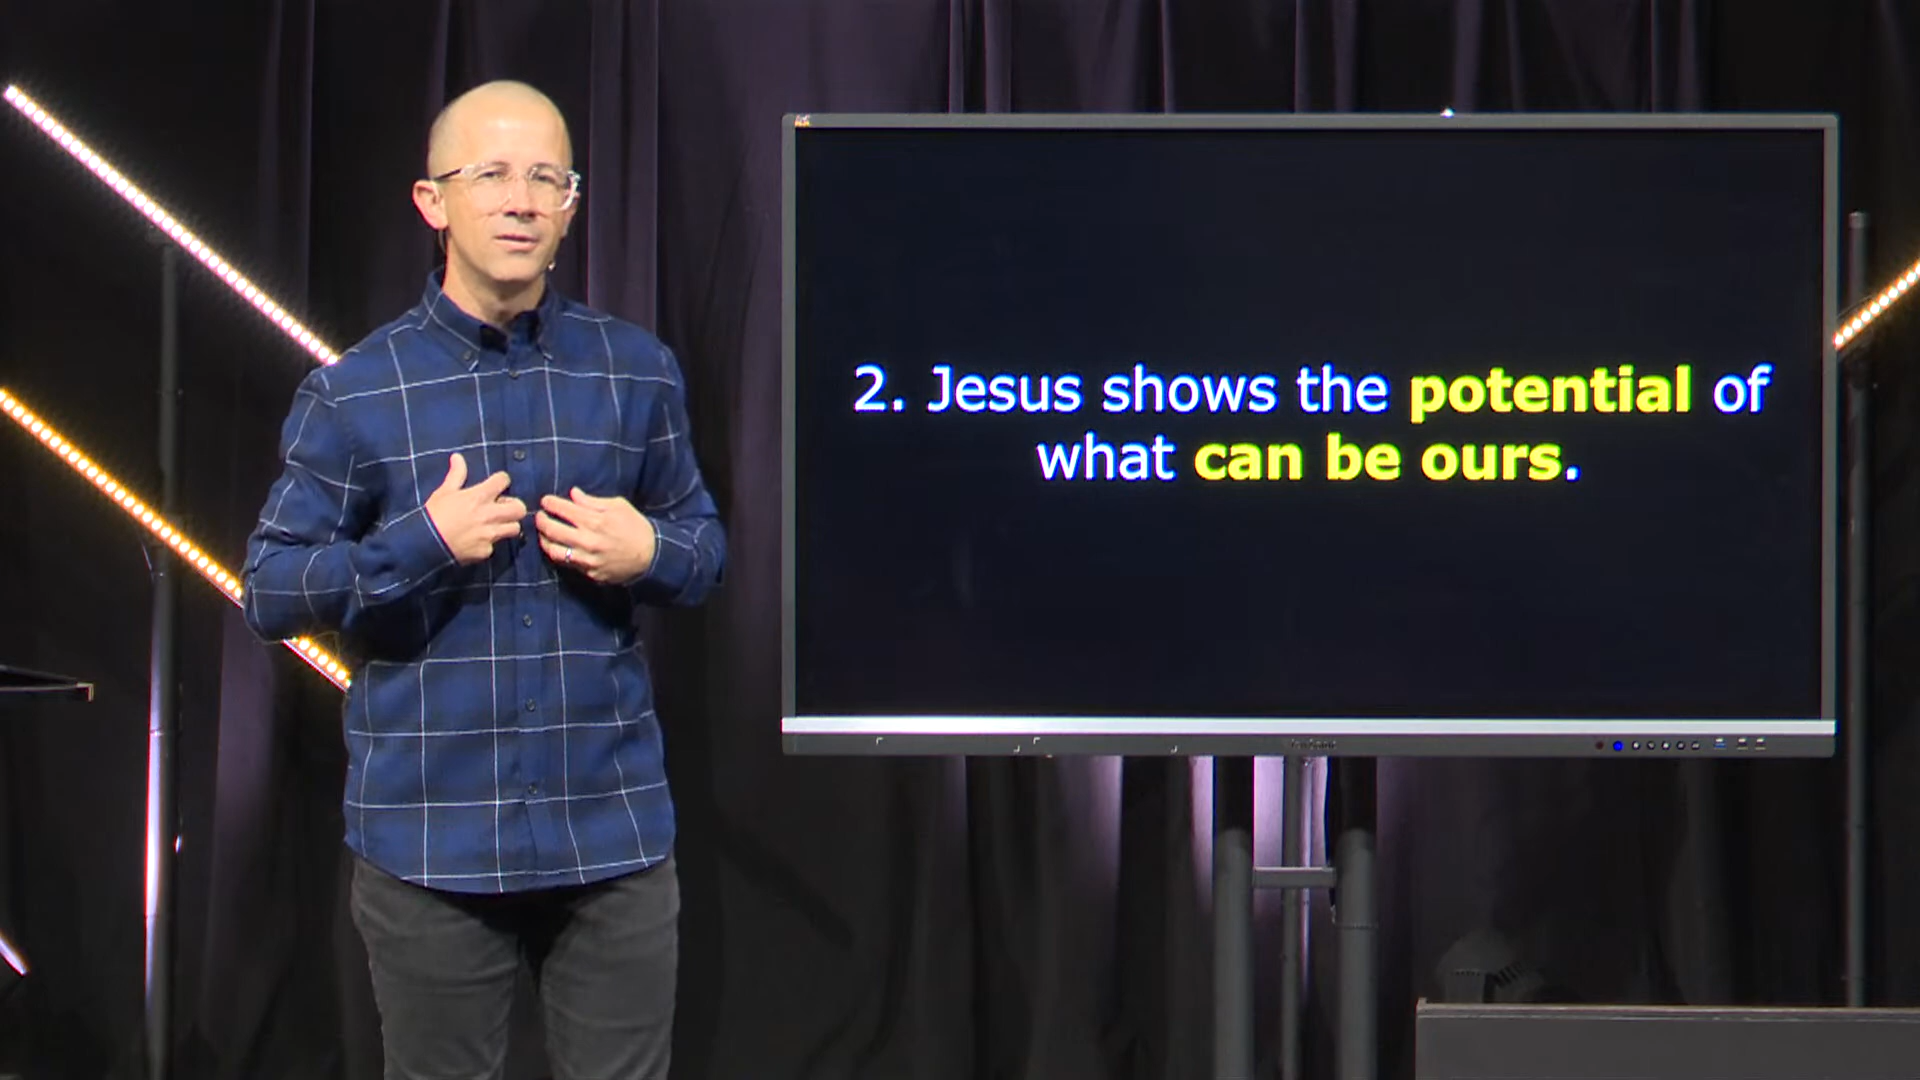 2. Jesus shows the potential of
what can be ours.